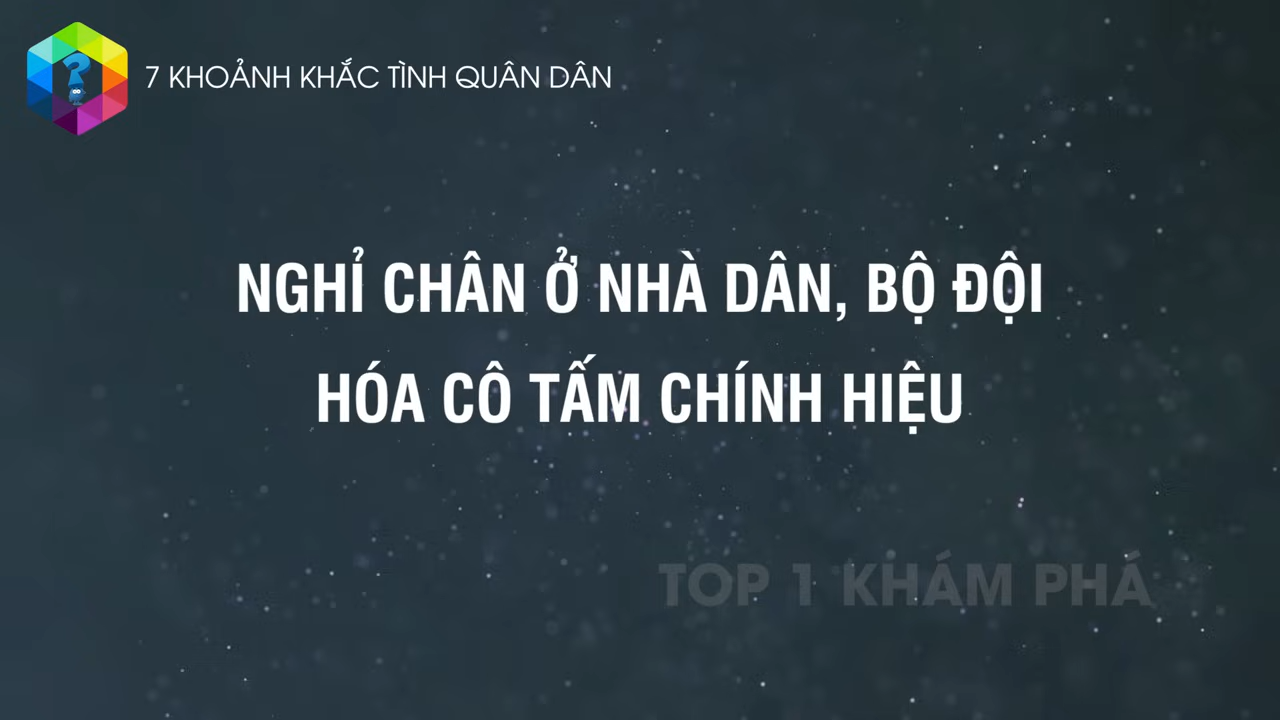 7 KHOẢNH KHẮC TÌNH QUÂN DÂN
NGHỈ CHÂN Ở NHÀ DÂN, BỘ ĐỘI
HÓA CÔ TẤM CHÍNH HIỆU
TOP 1 KHÁM PHÁ